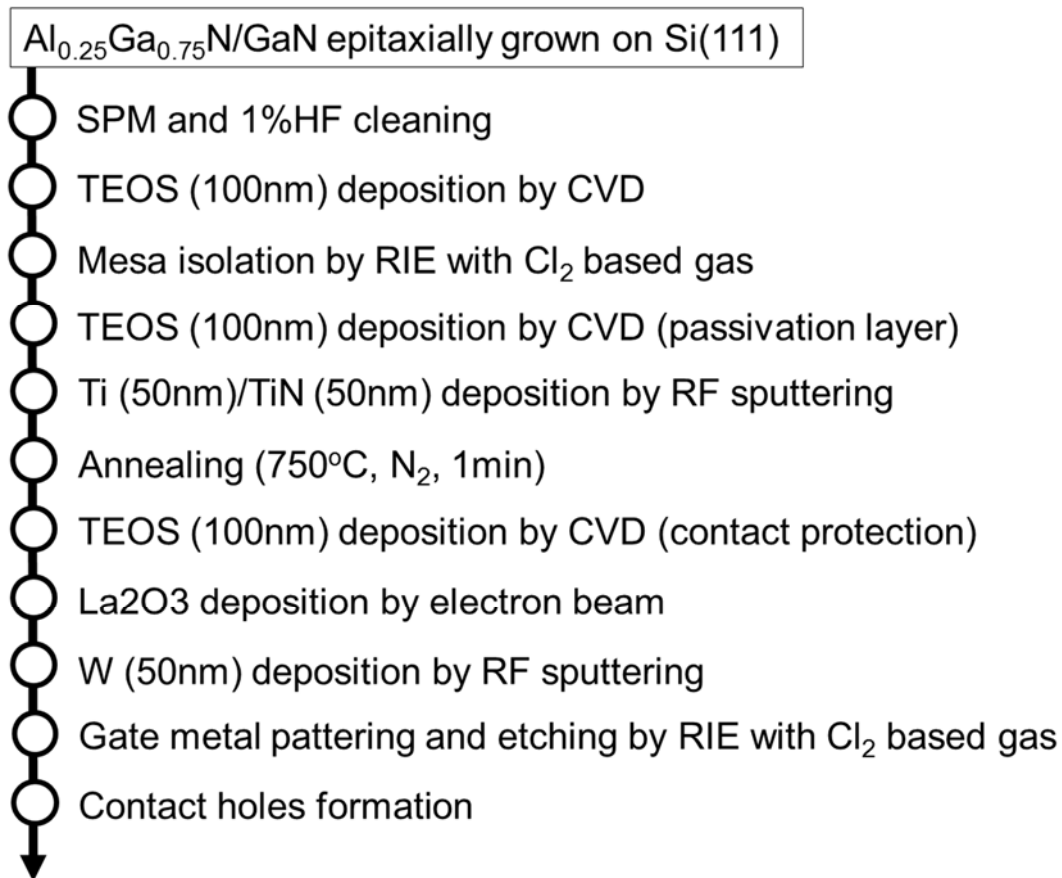 Al0.25Ga0.75N/GaN epitaxially grown on Si(111)
SPM and 1%HF cleaning
TEOS (100nm) deposition by CVD
Mesa isolation by RIE with Cl2 based gas
TEOS (100nm) deposition by CVD (passivation layer)
Ti (50nm)/TiN (50nm) deposition by RF sputtering
Annealing (750oC, N2, 1min)
TEOS (100nm) deposition by CVD (contact protection)
La2O3 deposition by electron beam
W (50nm) deposition by RF sputtering
Gate metal pattering and etching by RIE with Cl2 based gas
Contact holes formation